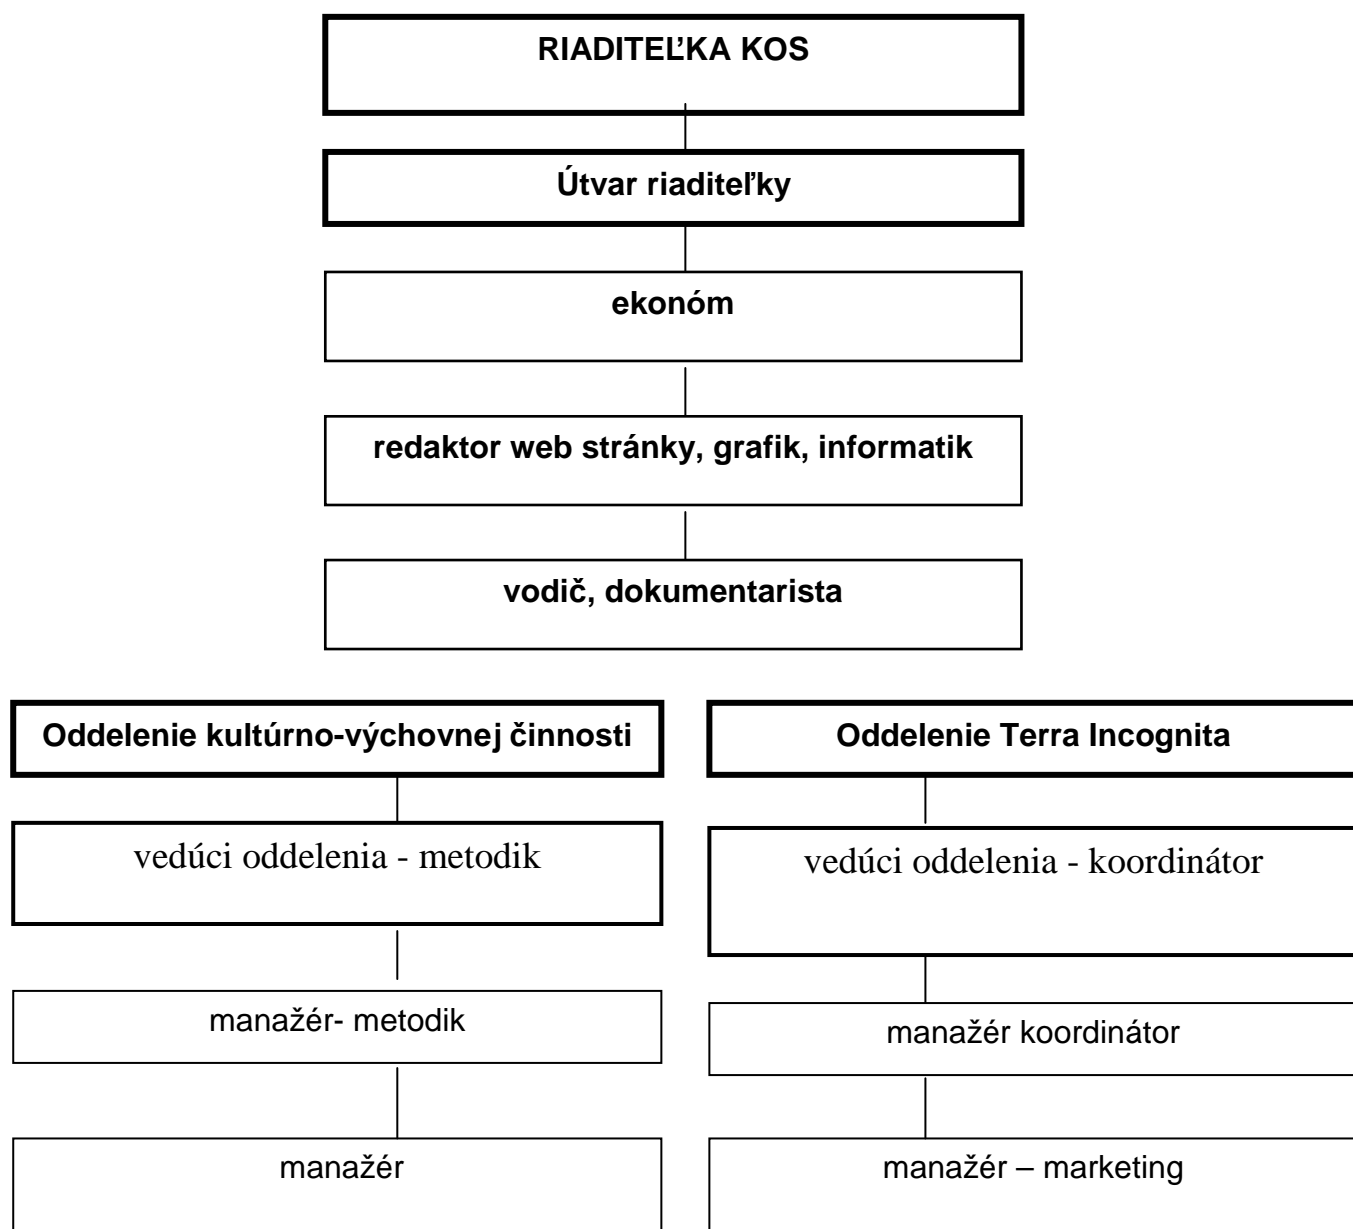 RIADITEĽKA KOS
Útvar riaditeľky
ekonóm
redaktor web stránky, grafik, informatik
vodič, dokumentarista
Oddelenie kultúrno-výchovnej činnosti
vedúci oddelenia - metodik
manažér- metodik
manažér
Oddelenie Terra Incognita
vedúci oddelenia - koordinátor
manažér koordinátor
manažér – marketing